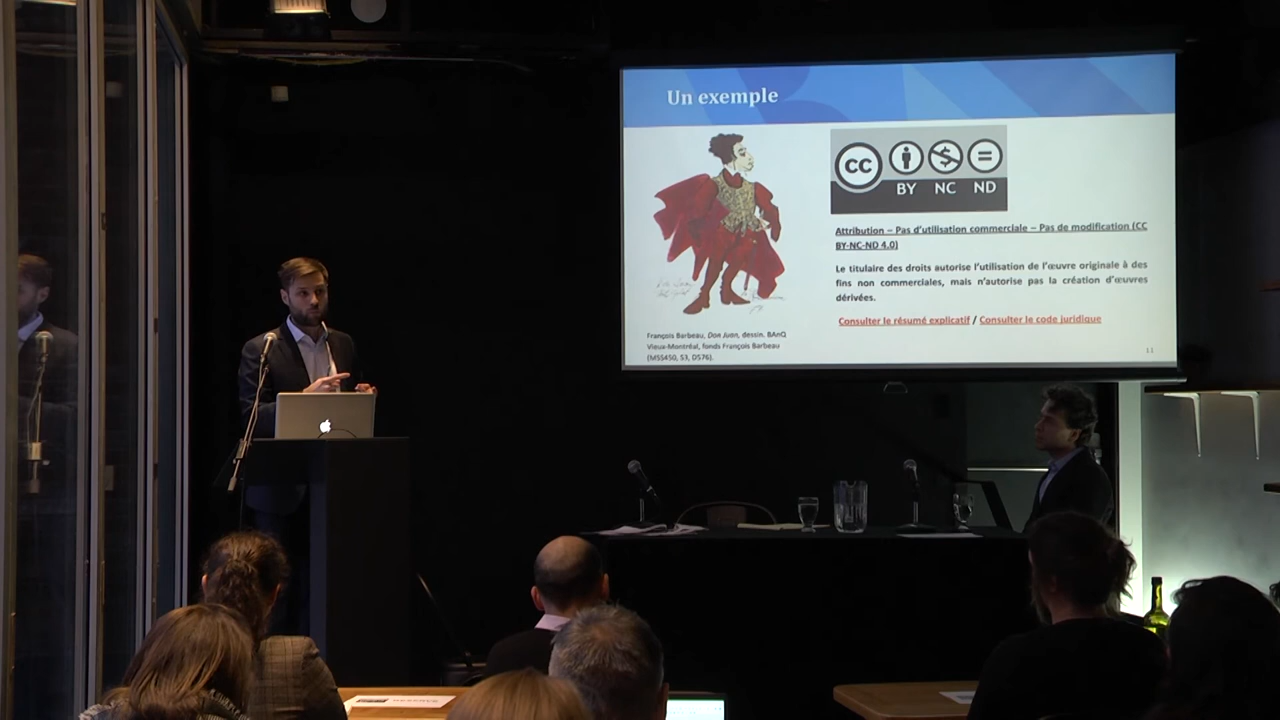 Un exemple
cc
BY NC ND
Attribution – Pas d'utilisation commerciale – Pas de modification (CC
BY-NC-ND 4.0)
Le titulaire des droits autorise l'utilisation de l'œuvre originale à des
fins non commerciales, mais n'autorise pas la création d'œuvres
dérivées.
Consulter le résumé explicatif / Consulter le code juridique
François Barbeau, Don Juan, dessin. BAnQ
Vieux-Montréal, fonds François Barbeau
(MSS450, S3, D576).
11